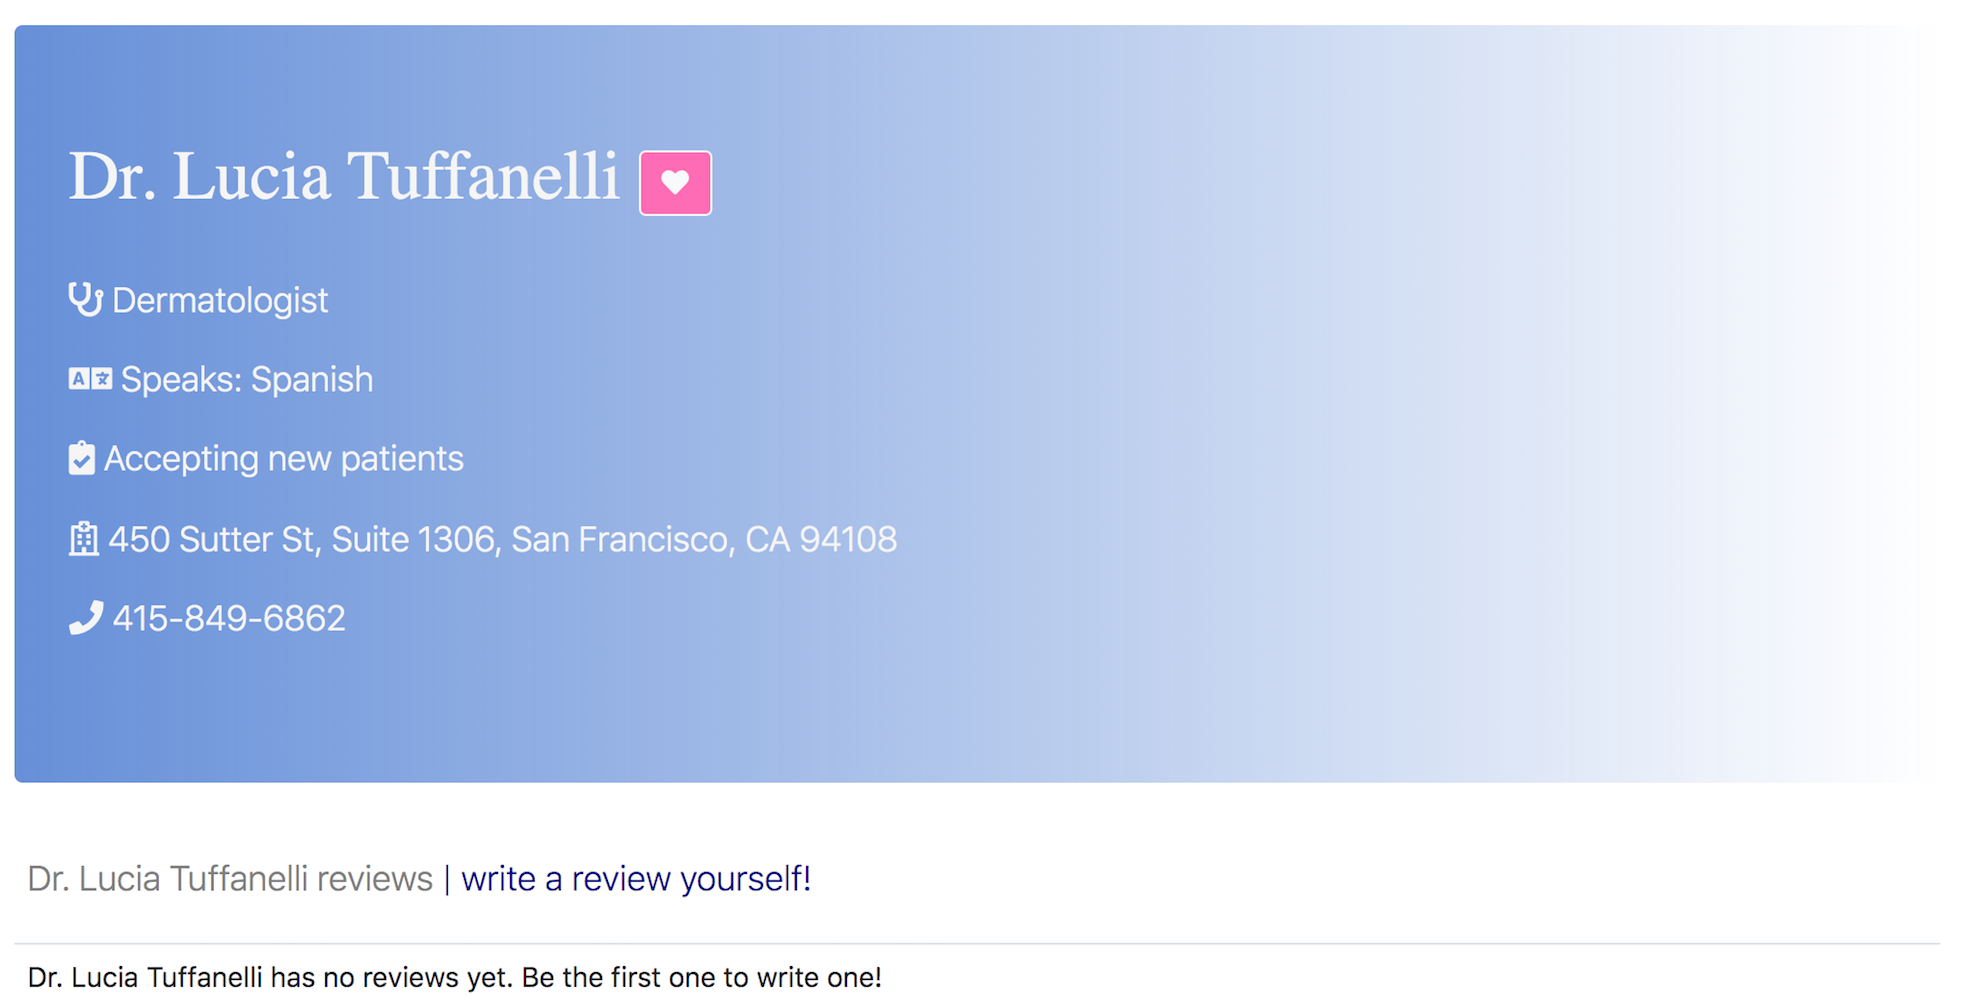 Dr. Lucia Tuffanelli
Dermatologist
Speaks: Spanish
Accepting new patients
450 Sutter St, Suite 1306, San Francisco, CA 94108
415-849-6862
Dr. Lucia Tuffanelli reviews | write a review yourself!
Dr. Lucia Tuffanelli has no reviews yet. Be the first one to write one!